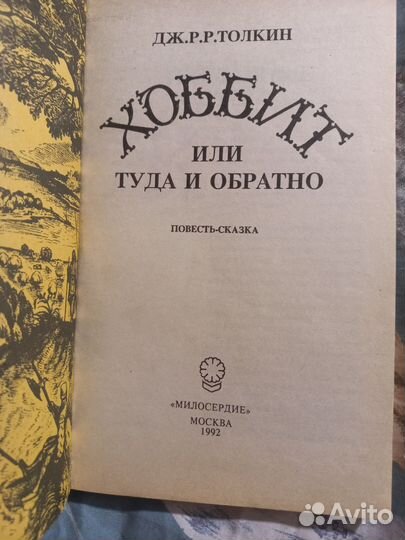 ДЖ.Р.Р.ТОЛКИН
ХОББИТ
ИЛИ
ТУДА И ОБРАТНО
ПОВЕСТЬ-СКАЗКА
«МИЛОСЕРДИЕ»
МОСКВА
1992
Avito